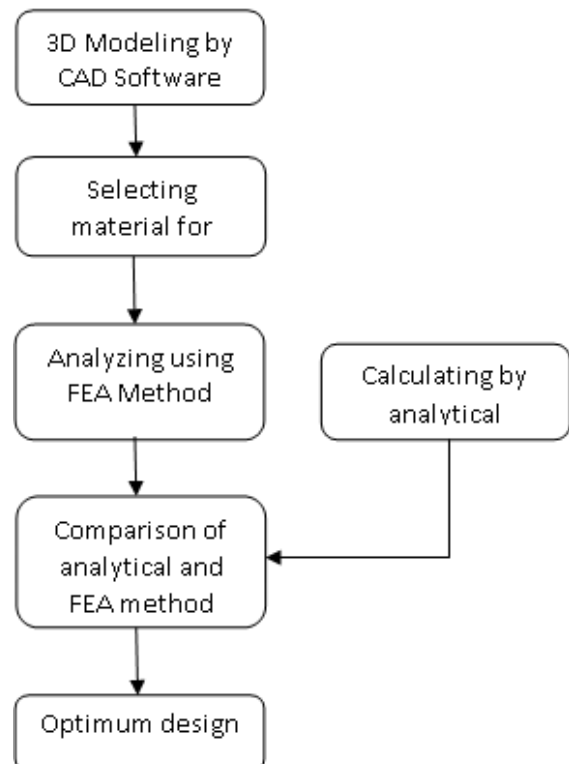 3D Modeling by
CAD Software
Selecting
material for
Analyzing using
FEA Method
Calculating by
analytical
Comparison of
analytical and
FEA method
Optimum design